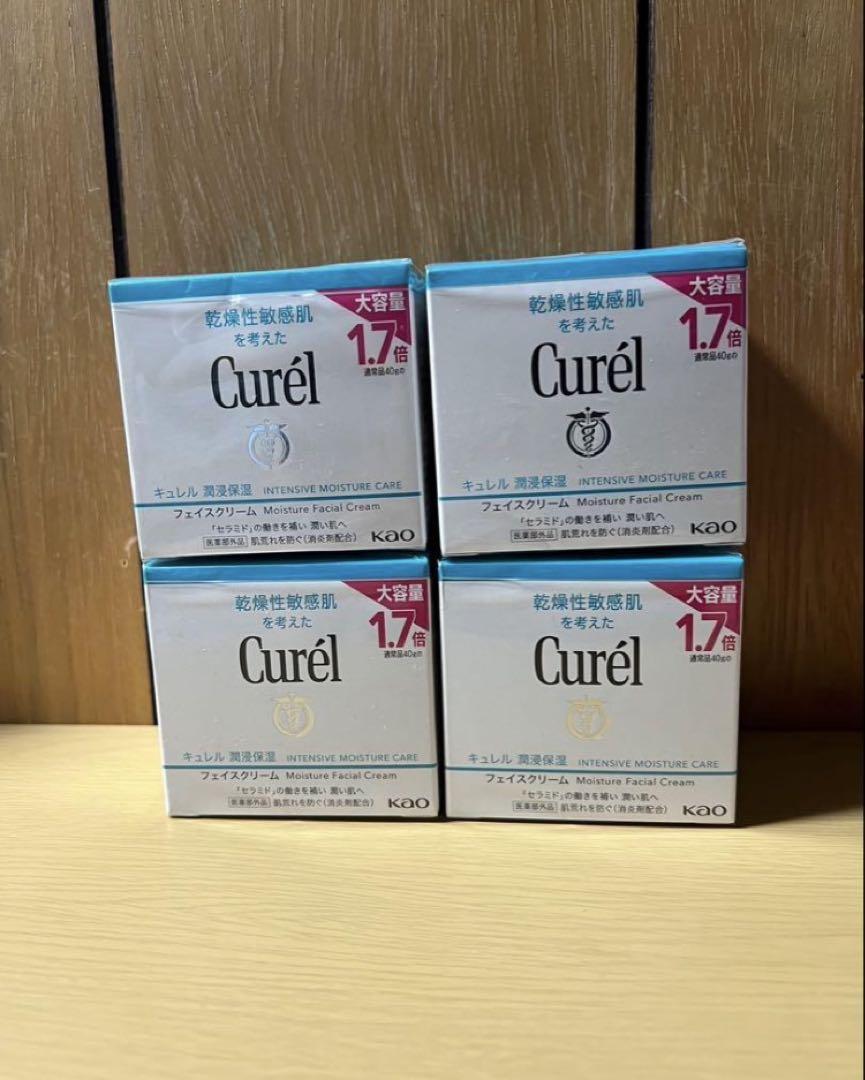 乾燥性敏感肌
を考えた
大容量
1.7倍
通常品40gの
Curél
キュレル 潤浸保湿 INTENSIVE MOISTURE CARE
フェイスクリーム Moisture Facial Cream
「セラミド」の働きを補い 潤い肌へ
医薬部外品 肌荒れを防ぐ(消炎剤配合)
Kao
乾燥性敏感肌
を考えた
大容量
1.7倍
通常品40gの
Curél
キュレル 潤浸保湿 INTENSIVE MOISTURE CARE
フェイスクリーム Moisture Facial Cream
「セラミド」の働きを補い 潤い肌へ
医薬部外品 肌荒れを防ぐ(消炎剤配合)
Kao
乾燥性敏感肌
を考えた
大容量
1.7倍
通常品40gの
Curél
キュレル 潤浸保湿 INTENSIVE MOISTURE CARE
フェイスクリーム Moisture Facial Cream
「セラミド」の働きを補い 潤い肌へ
医薬部外品 肌荒れを防ぐ(消炎剤配合)
Kao
乾燥性敏感肌
を考えた
大容量
1.7倍
通常品40gの
Curél
キュレル 潤浸保湿 INTENSIVE MOISTURE CARE
フェイスクリーム Moisture Facial Cream
「セラミド」の働きを補い 潤い肌へ
医薬部外品 肌荒れを防ぐ(消炎剤配合)
Kao